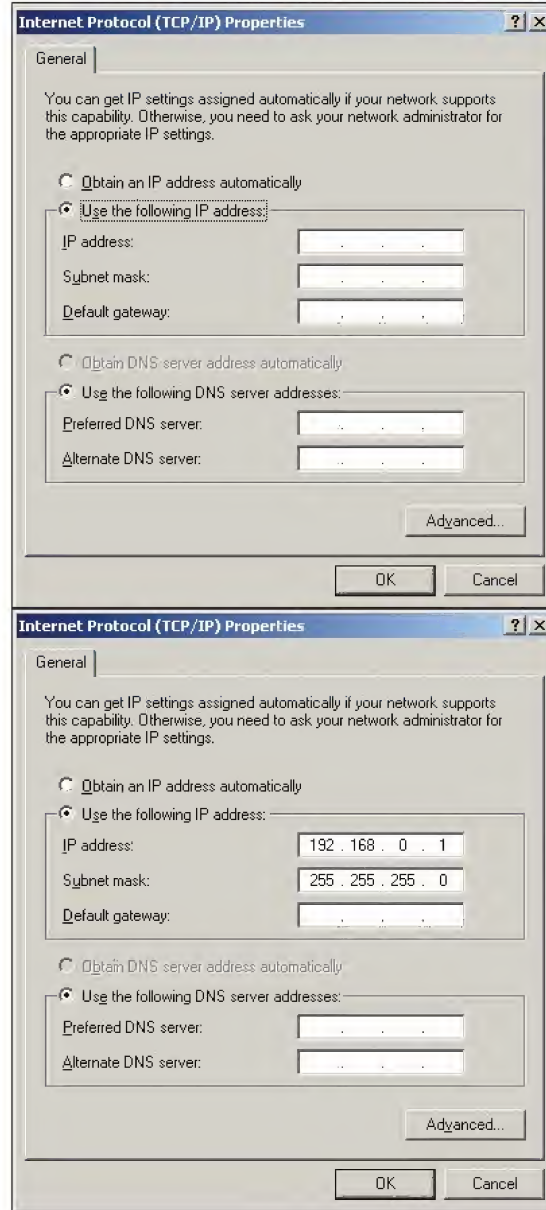 Internet Protocol (TCP/IP) Properties
General
You can get IP settings assigned automatically if your network supports
this capability. Otherwise, you need to ask your network administrator for
the appropriate IP settings.
Obtain an IP address automatically
Use the following IP address:
IP address:
Subnet mask:
Default gateway:
Obtain DNS server address automatically
Use the following DNS server addresses:
Preferred DNS server:
Alternate DNS server:
Advanced...
OK Cancel
Internet Protocol (TCP/IP) Properties
General
You can get IP settings assigned automatically if your network supports
this capability. Otherwise, you need to ask your network administrator for
the appropriate IP settings.
Obtain an IP address automatically
Use the following IP address:
IP address: 192 . 168 . 0 . 1
Subnet mask: 255 . 255 . 255 . 0
Default gateway:
Obtain DNS server address automatically
Use the following DNS server addresses:
Preferred DNS server:
Alternate DNS server:
Advanced...
OK Cancel